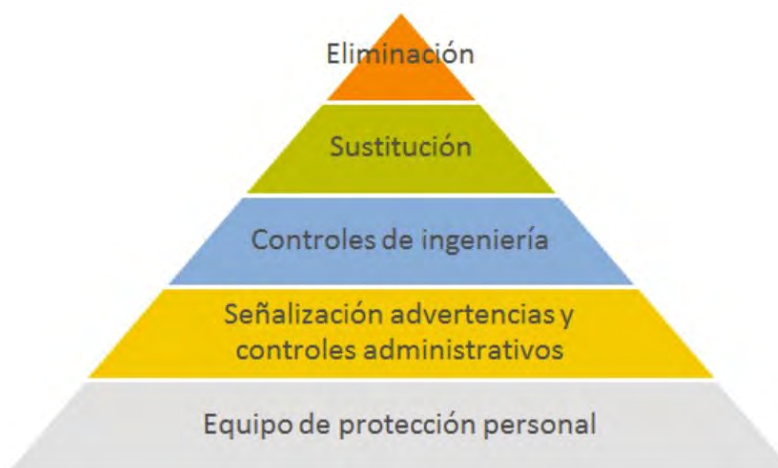 Eliminación
Sustitución
Controles de ingeniería
Señalización advertencias y
controles administrativos
Equipo de protección personal